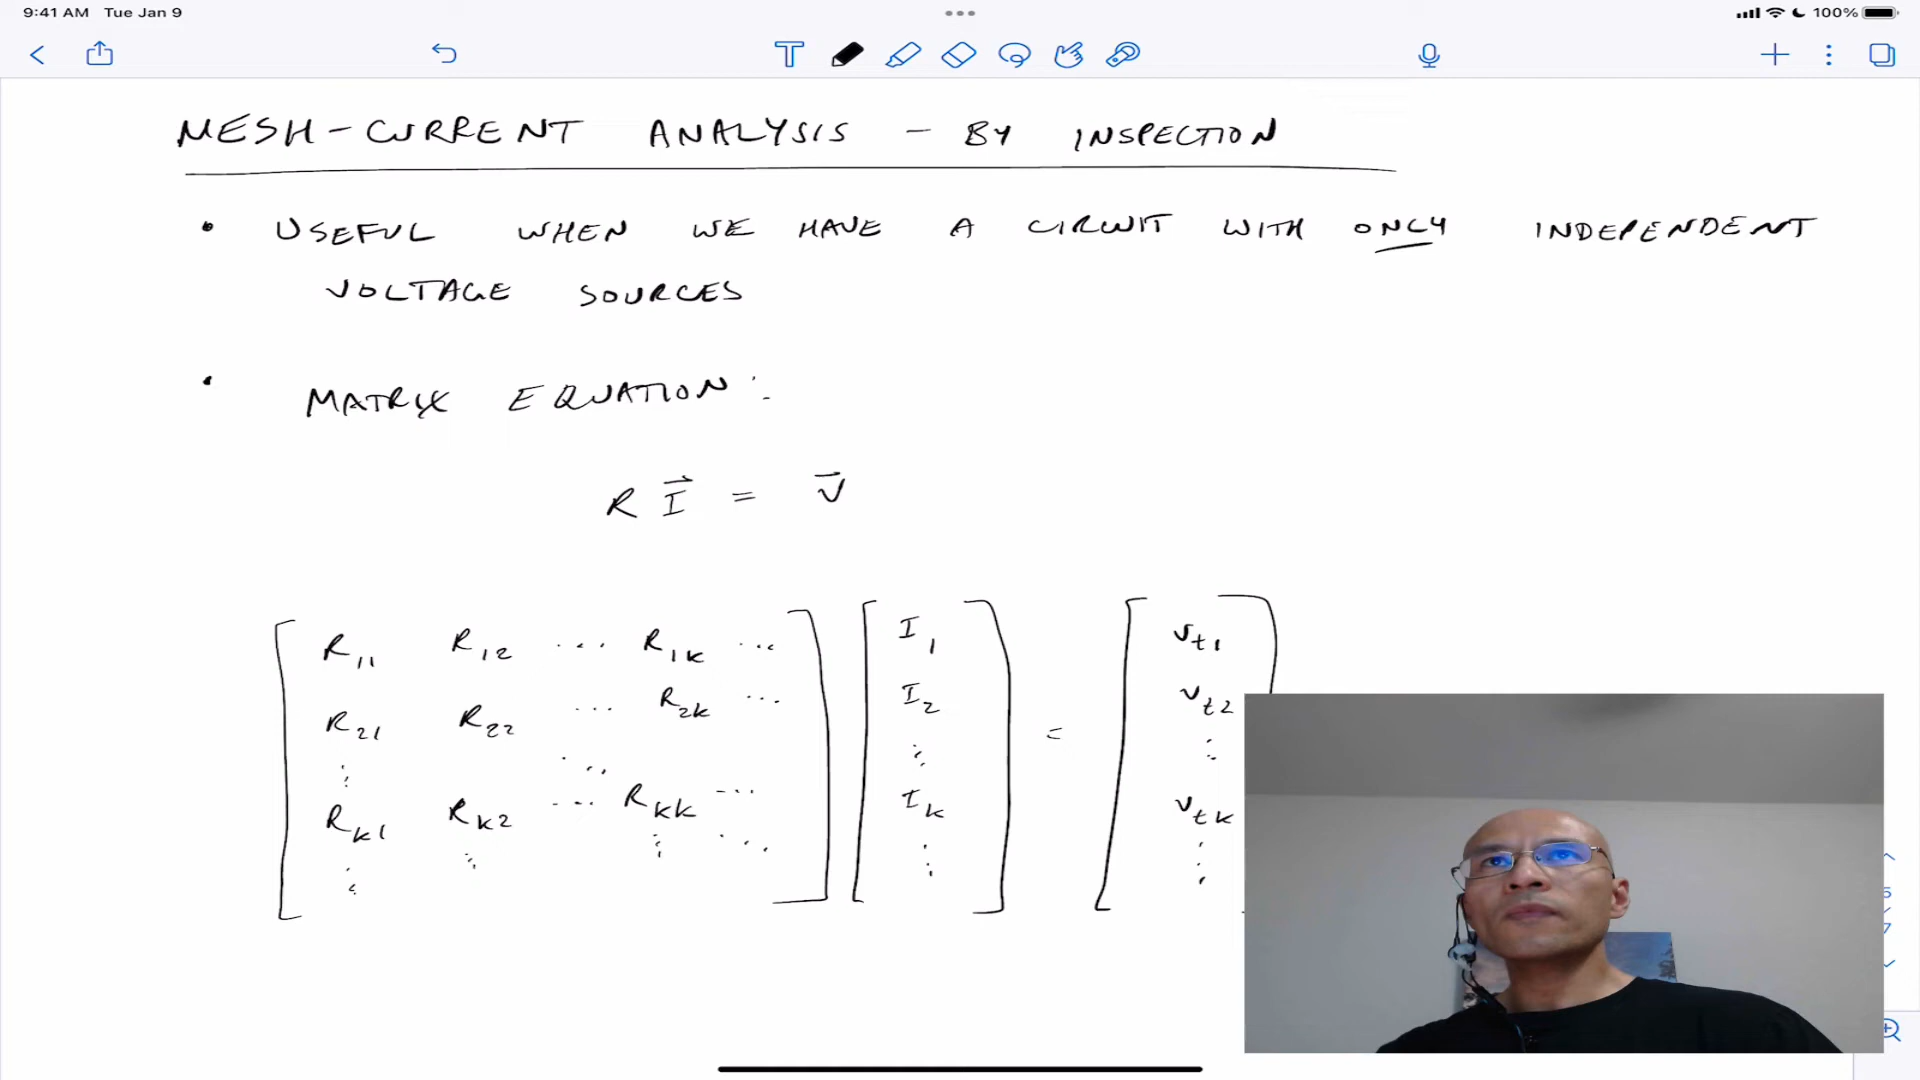 9:41 AM Tue Jan 9
100%
MESH-CURRENT ANALYSIS - BY INSPECTION
• USEFUL WHEN WE HAVE A CIRCUIT WITH ONLY INDEPENDENT
VOLTAGE SOURCES
• MATRIX EQUATION:
R I⃗ = v⃗
R₁₁ R₁₂ ... R₁ₖ ... I₁ vₜ₁
R₂₁ R₂₂ ... R₂ₖ ... I₂ = vₜ₂
⋮ ... ⋮ ⋮
Rₖ₁ Rₖ₂ ... Rₖₖ ... Iₖ vₜₖ
⋮ ⋮ ⋮ ... ⋮ ⋮